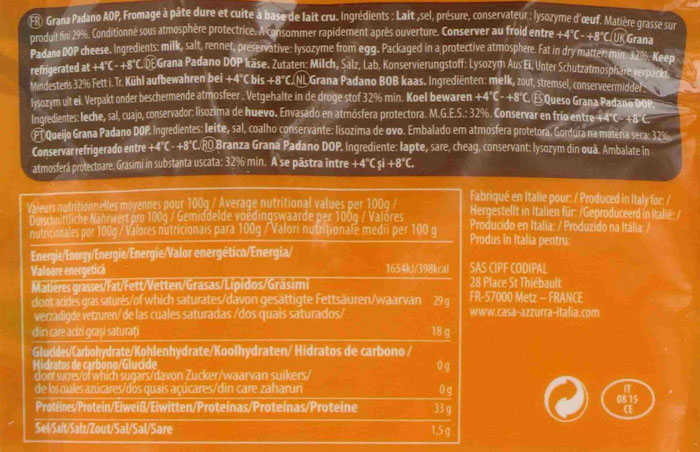 FR Grana Padano AOP, Fromage à pâte dure et cuite à base de lait cru. Ingrédients : Lait, sel, présure, conservateur : lysozyme d'œuf. Matière grasse sur
produit fini 29%. Conditionné sous atmosphère protectrice. A consommer rapidement après ouverture. Conserver au froid entre +4°C - +8°C. UK Grana
Padano DOP cheese. Ingredients: milk, salt, rennet, preservative: lysozyme from egg. Packaged in a protective atmosphere. Fat in dry matter: min. 32%. Keep
refrigerated at +4°C- +8°C. DE Grana Padano DOP käse. Zutaten: Milch, Salz, Lab, Konservierungstoff: Lysozym Aus Ei. Unter Schutzatmosphäre verpackt.
Mindestens 32% Fett i. Tr. Kühl aufbewahren bei +4°C bis +8°C. NL Grana Padano BOB kaas. Ingrediënten: melk, zout, stremsel, conserveermiddel:
lysozym uit ei. Verpakt onder beschermende atmosfeer. Vetgehalte in de droge stof 32% min. Koel bewaren +4°C - +8°C. ES Queso Grana Padano DOP.
Ingredientes: leche, sal, cuajo, conservador: lisozima de huevo. Envasado en atmósfera protectora. M.G.E.S.: 32%. Conservar en frío entre +4°C- +8°C.
PT Queijo Grana Padano DOP. Ingredientes: leite, sal, coalho conservante: lisozima de ovo. Embalado em atmosfera protetora. Gordura na matéria seca: 32%.
Conservar refrigerado entre +4°C - +8°C. RO Branza Grana Padano DOP. Ingrediente: lapte, sare, cheag, conservant: lysozym din ouă. Ambalate in
atmosferă protectoare. Grasimi in substanta uscata: 32% min. A se păstra între +4°C și +8°C.
Valeurs nutritionnelles moyennes pour 100g / Average nutritional values per 100g /
Durschnittliche Nährwert pro 100g / Gemiddelde voedingswaarde per 100g / Valores
nutricionales por 100g / Valores nutricionais para 100g / Valori nutriționale medii per 100 g
Energie/Energy/Energie/Energie/Valor energético/Energia/
Valoare energetică 1654kJ/398kcal
Matières grasses/Fat/Fett/Vetten/Grasas/Lípidos/Grăsimi
dont acides gras saturés/of which saturates/davon gesättigte Fettsäuren/waarvan 29 g
verzadigde vetzuren/de las cuales saturadas/dos quais saturados/
din care acizi grași saturați 18 g
Glucides/Carbohydrate/Kohlenhydrate/Koolhydraten/ Hidratos de carbono /
Hidratos de carbono/Glucide 0 g
dont sucres/of which sugars/davon Zucker/waarvan suikers/
de los cuales azúcares/dos quais açúcares/din care zaharuri 0 g
Protéines/Protein/Eiweiß/Eiwitten/Proteínas/Proteínas/Proteine 33 g
Sel/Salt/Salz/Zout/Sal/Sal/Sare 1,5 g
Fabriqué en Italie pour: / Produced in Italy for: /
Hergestellt in Italien für: /Geproduceerd in Italië: /
Producido en Italia: / Produzido na Itália: /
Produs în Italia pentru:
SAS CIPF CODIPAL
28 Place St Thiébault
FR-57000 Metz – FRANCE
www.casa-azzurra-italia.com
IT
08 15
CE